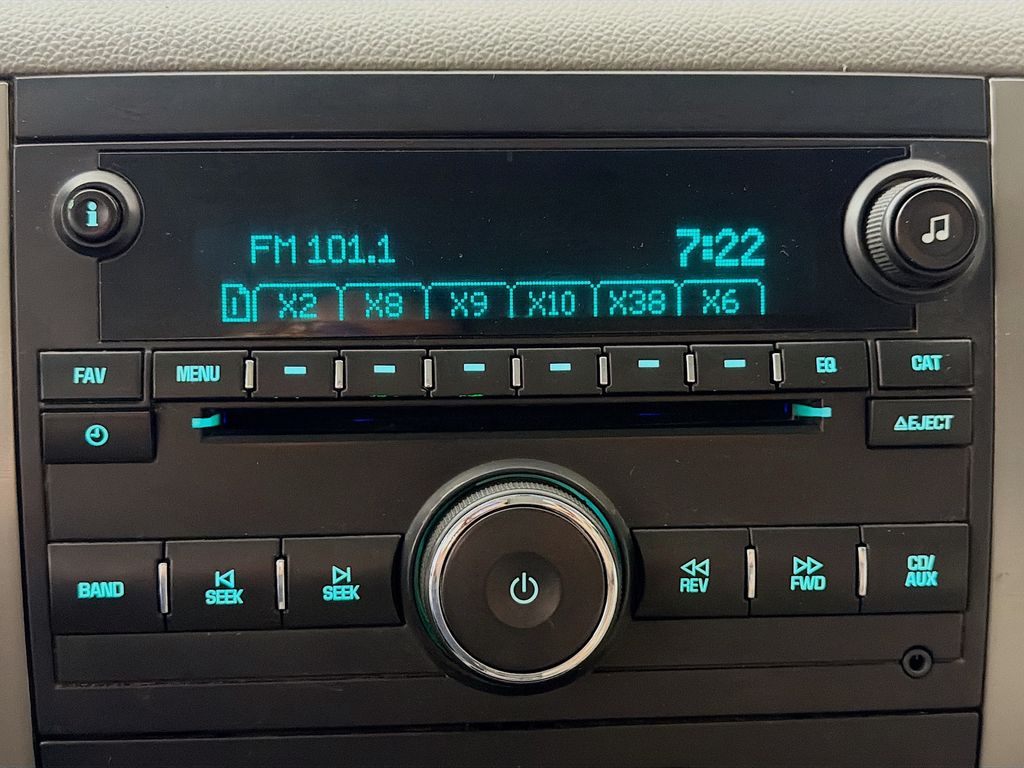 i
FM 101.1 7:22
1 X2 X8 X9 X10 X38 X6
FAV MENU EQ CAT
EJECT
BAND SEEK SEEK REV FWD CD/
AUX